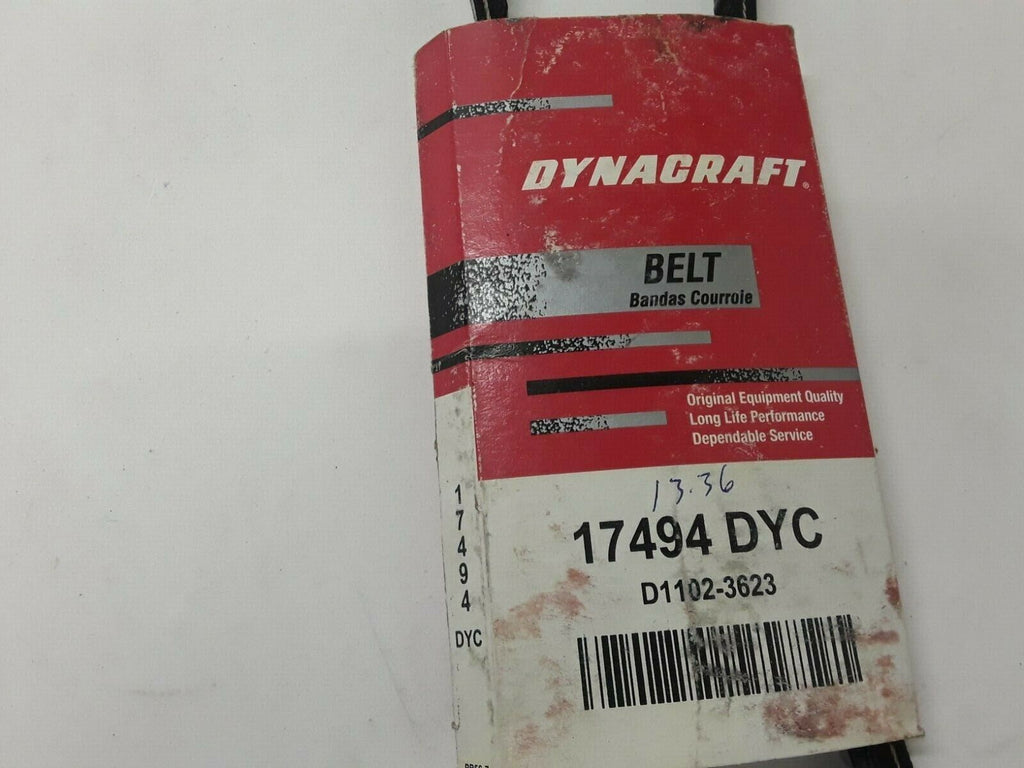 DYNACRAFT®
BELT
Bandas Courroie
Original Equipment Quality
Long Life Performance
Dependable Service
13.36
17494 DYC
D1102-3623
1
7
4
9
4
DYC